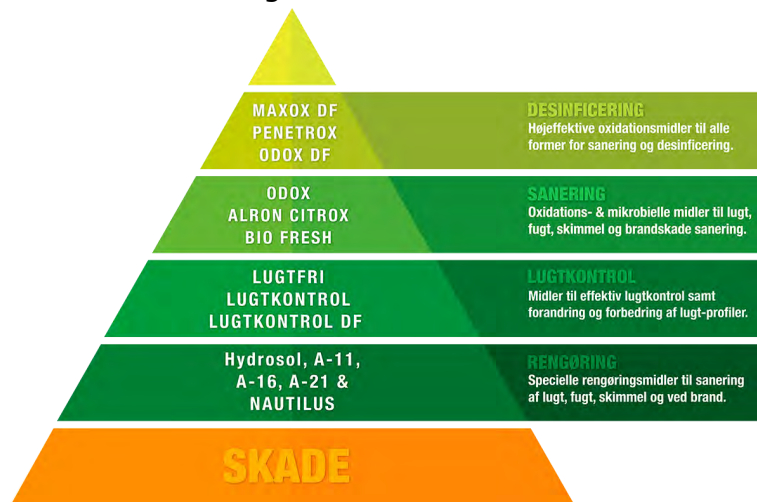 MAXOX DF
PENETROX
ODOX DF
DESINFICERING
Højeffektive oxidationsmidler til alle
former for sanering og desinficering.
ODOX
ALRON CITROX
BIO FRESH
SANERING
Oxidations- & mikrobielle midler til lugt,
fugt, skimmel og brandskade sanering.
LUGTFRI
LUGTKONTROL
LUGTKONTROL DF
LUGTKONTROL
Midler til effektiv lugtkontrol samt
forandring og forbedring af lugt-profiler.
Hydrosol, A-11,
A-16, A-21 &
NAUTILUS
RENGØRING
Specielle rengøringsmidler til sanering
af lugt, fugt, skimmel og ved brand.
SKADE